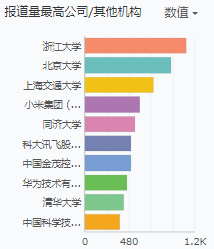 报道量最高公司/其他机构 数值
浙江大学
北京大学
上海交通大学
小米集团 (...
同济大学
科大讯飞股...
中国金茂控...
华为技术有...
清华大学
中国科学技...
0 480 1.2K